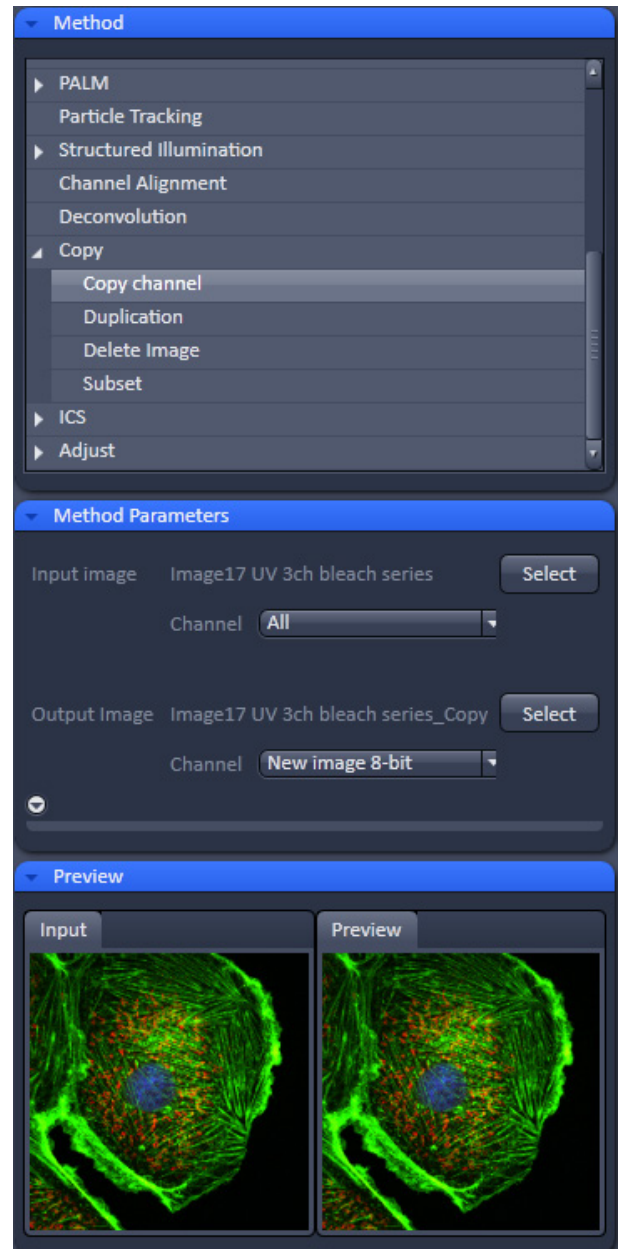 Method
PALM
Particle Tracking
Structured Illumination
Channel Alignment
Deconvolution
Copy
Copy channel
Duplication
Delete Image
Subset
ICS
Adjust
Method Parameters
Input image Image17 UV 3ch bleach series Select
Channel All
Output Image Image17 UV 3ch bleach series_Copy Select
Channel New image 8-bit
Preview
Input Preview